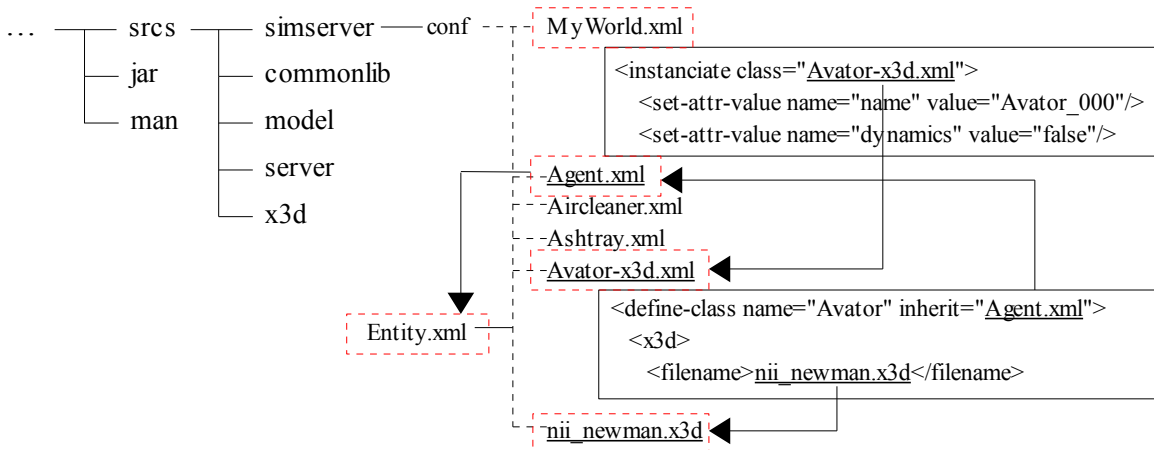 ... srcs simserver conf MyWorld.xml
<instanciate class="Avator-x3d.xml">
jar commonlib
<set-attr-value name="name" value="Avator_000"/>
man model
<set-attr-value name="dynamics" value="false"/>
server
Agent.xml
x3d
Aircleaner.xml
Ashtray.xml
Avator-x3d.xml
<define-class name="Avator" inherit="Agent.xml">
Entity.xml
<x3d>
<filename>nii_newman.x3d</filename>
nii_newman.x3d